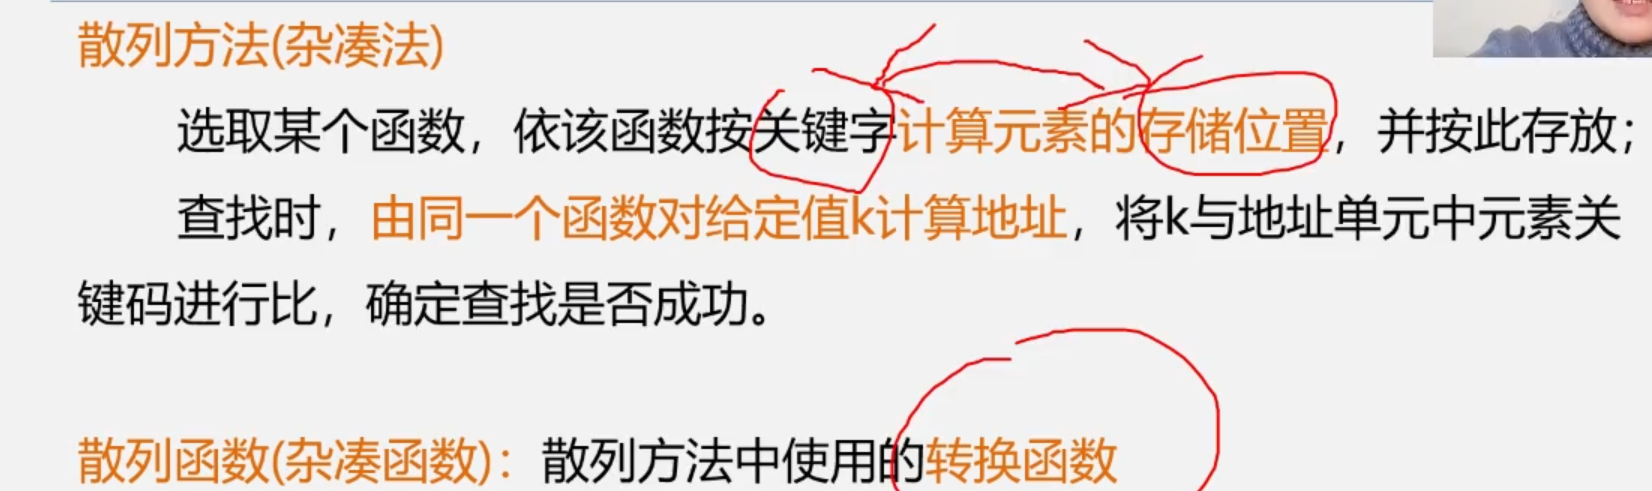 散列方法(杂凑法)
选取某个函数，依该函数按关键字计算元素的存储位置，并按此存放；
查找时，由同一个函数对给定值k计算地址，将k与地址单元中元素关
键码进行比，确定查找是否成功。
散列函数(杂凑函数)：散列方法中使用的转换函数